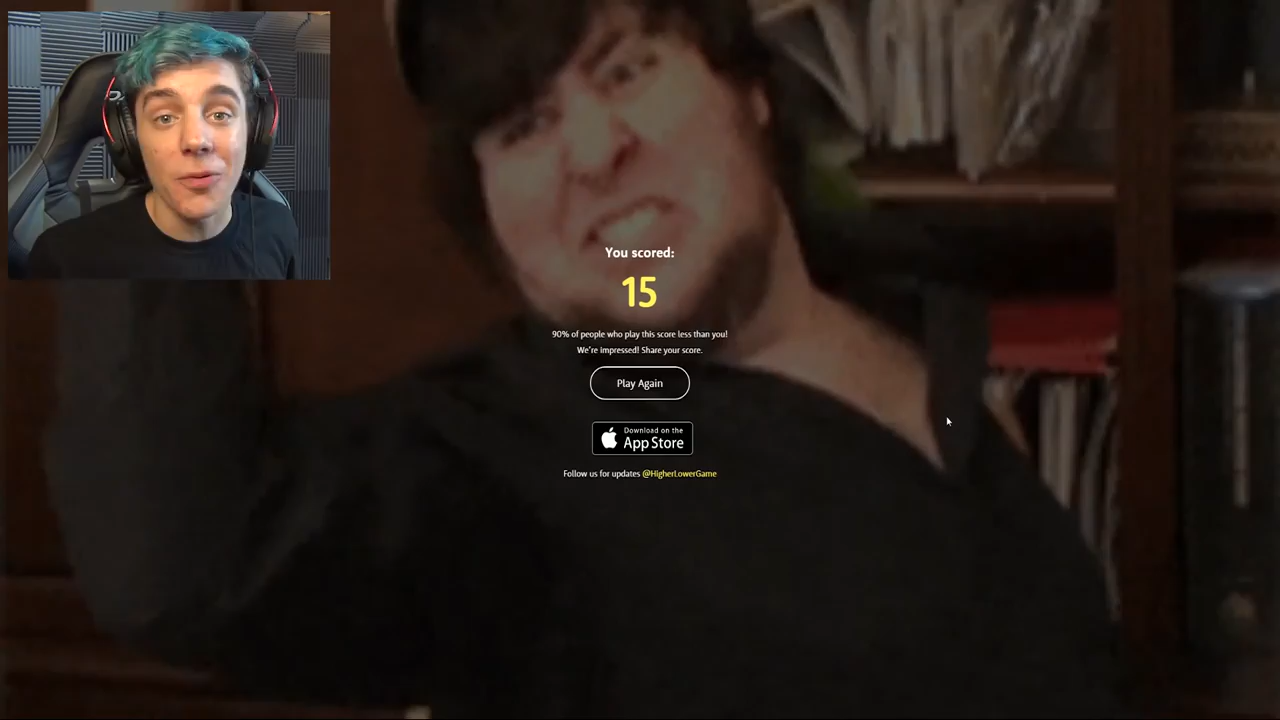 You scored:
15
90% of people who play this score less than you!
We're impressed! Share your score.
Play Again
Download on the
App Store
Follow us for updates @HigherLowerGame